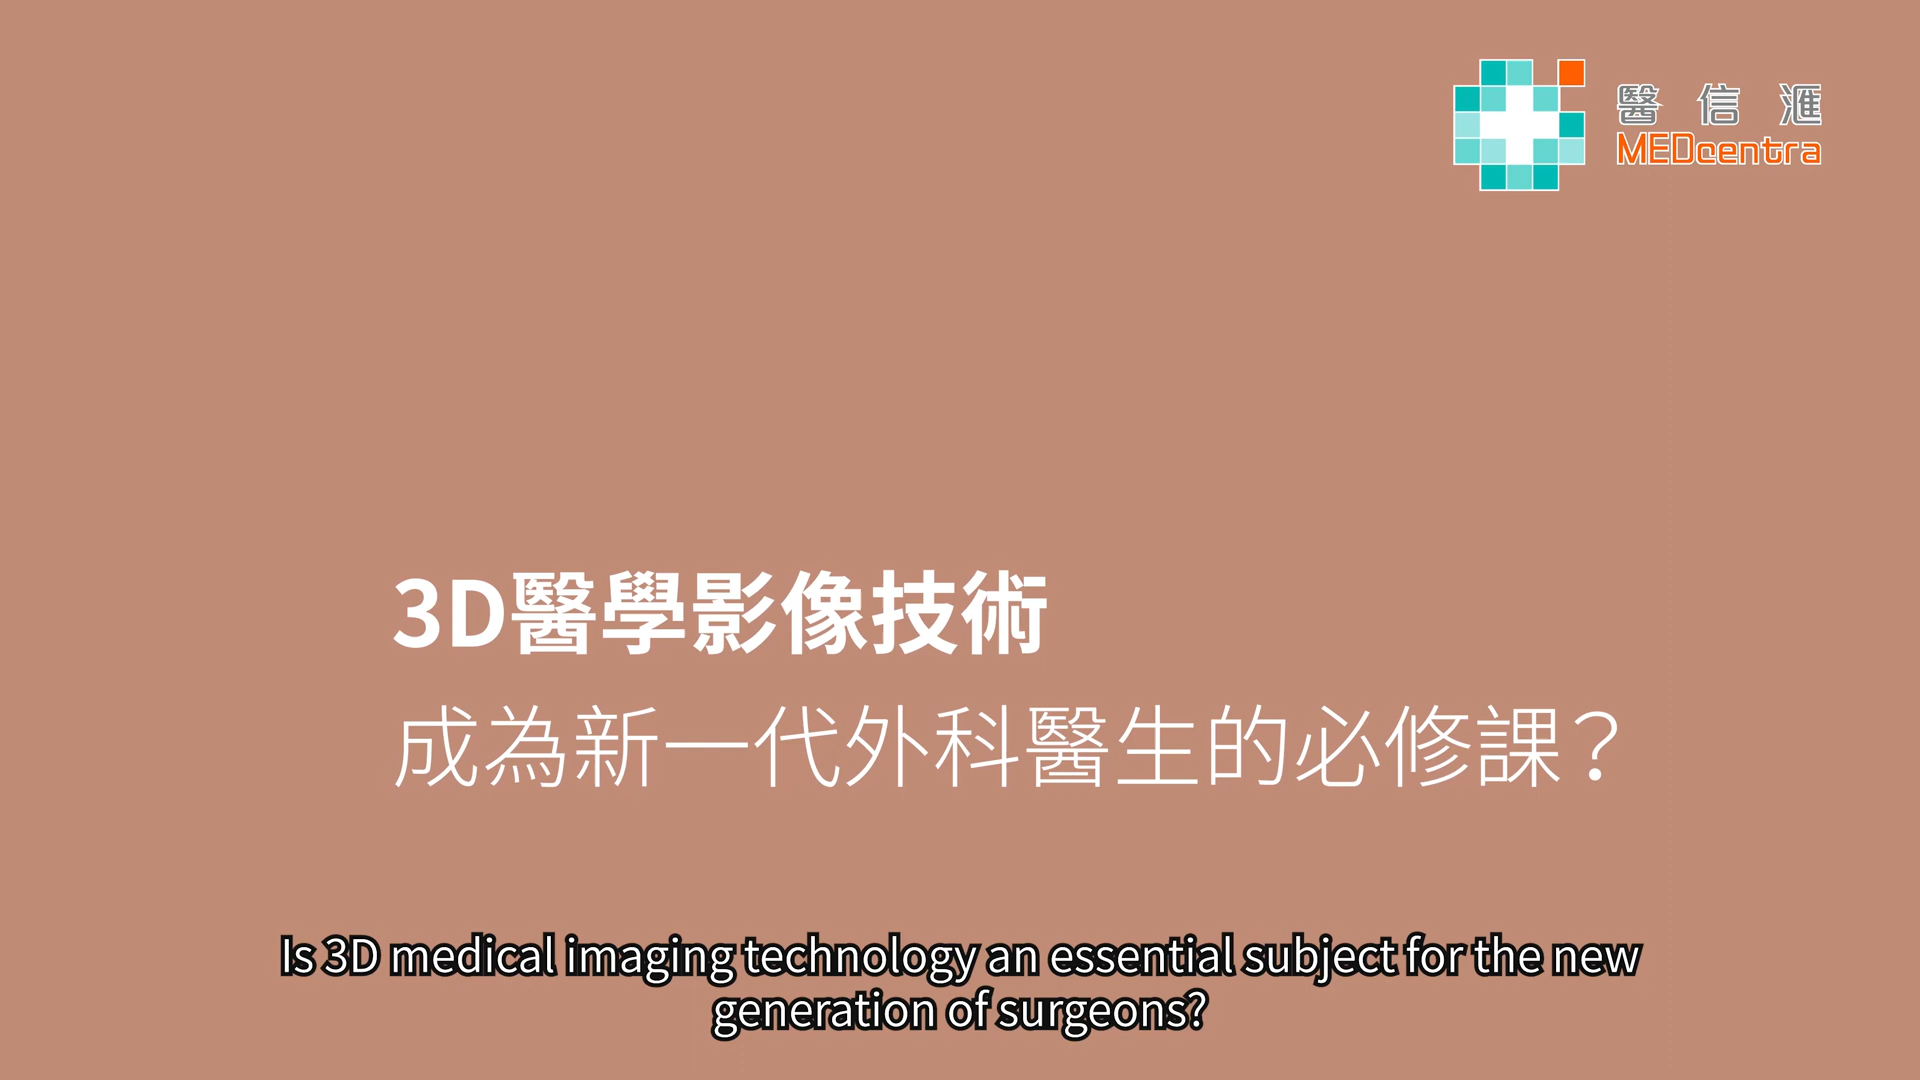 醫信滙
MEDcentra
3D醫學影像技術
成為新一代外科醫生的必修課？
Is 3D medical imaging technology an essential subject for the new
generation of surgeons?